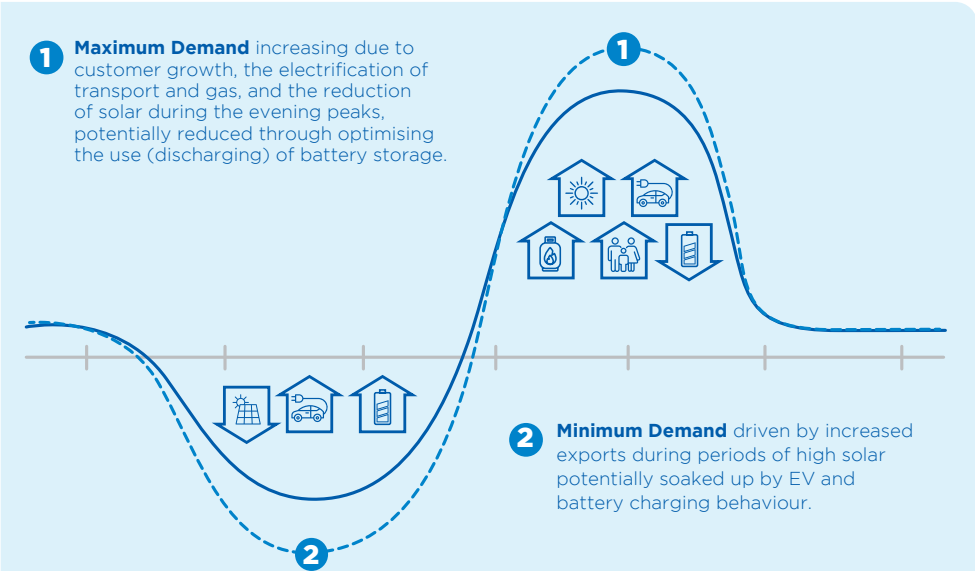 1
Maximum Demand increasing due to
customer growth, the electrification of
transport and gas, and the reduction
of solar during the evening peaks,
potentially reduced through optimising
the use (discharging) of battery storage.
1
2
Minimum Demand driven by increased
exports during periods of high solar
potentially soaked up by EV and
battery charging behaviour.
2